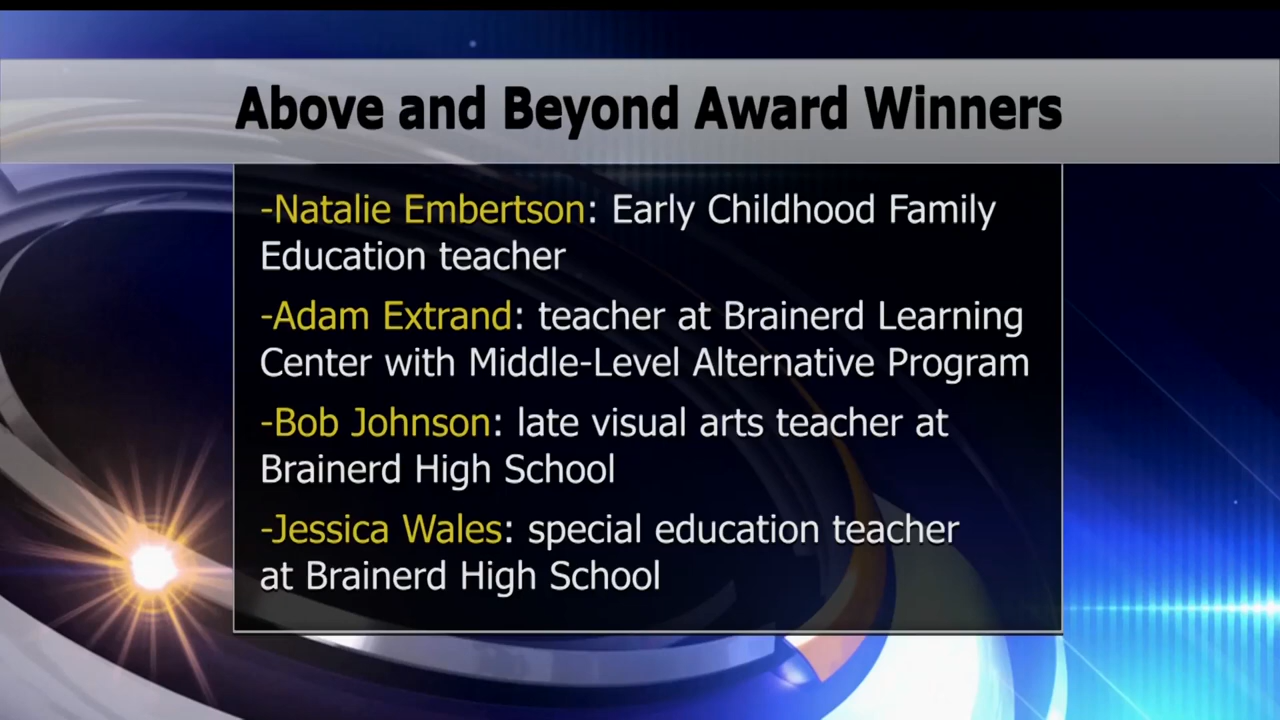 Above and Beyond Award Winners
-Natalie Embertson: Early Childhood Family
Education teacher
-Adam Extrand: teacher at Brainerd Learning
Center with Middle-Level Alternative Program
-Bob Johnson: late visual arts teacher at
Brainerd High School
-Jessica Wales: special education teacher
at Brainerd High School